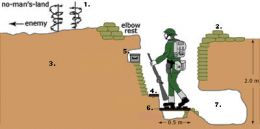 no-man's-land
1.
enemy
elbow
rest
2.
3.
5.
4.
2.0 m
6.
7.
0.5 m